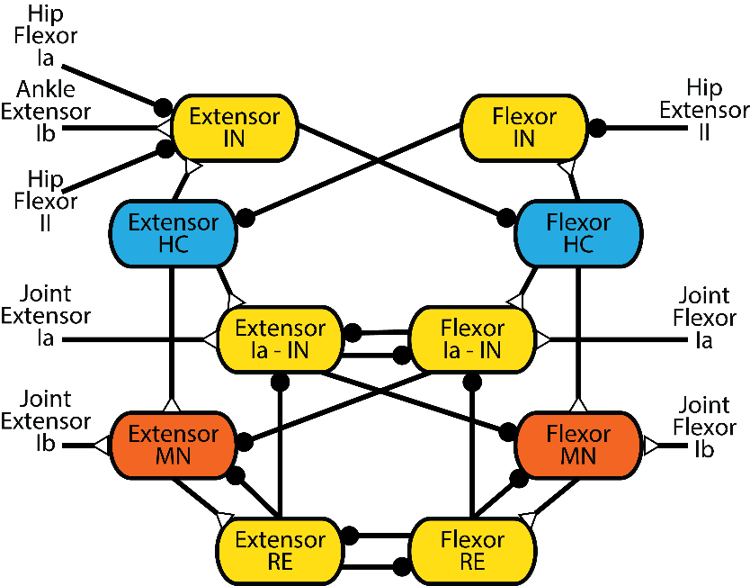 Hip
Flexor
Ia
Ankle
Extensor
Ib
Hip
Flexor
II
Extensor
IN
Flexor
IN
Hip
Extensor
II
Extensor
HC
Flexor
HC
Joint
Extensor
Ia
Extensor
Ia - IN
Flexor
Ia - IN
Joint
Flexor
Ia
Joint
Extensor
Ib
Extensor
MN
Flexor
MN
Joint
Flexor
Ib
Extensor
RE
Flexor
RE